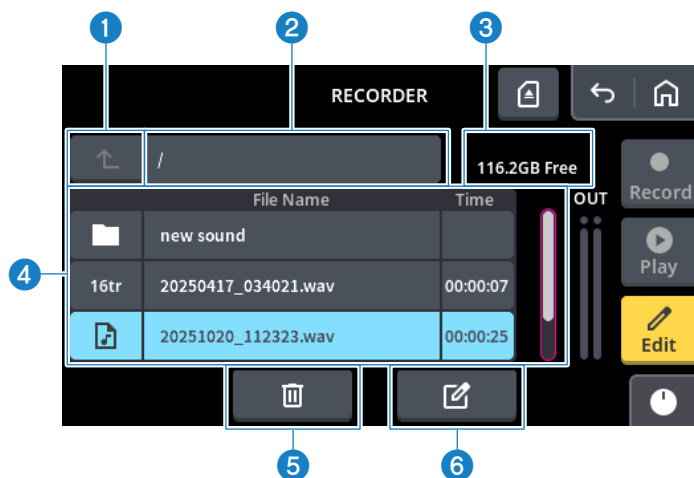 1 2 3
RECORDER
/
116.2GB Free
Record
File Name Time OUT
new sound
Play
4
16tr 20250417_034021.wav 00:00:07
20251020_112323.wav 00:00:25
Edit
5 6